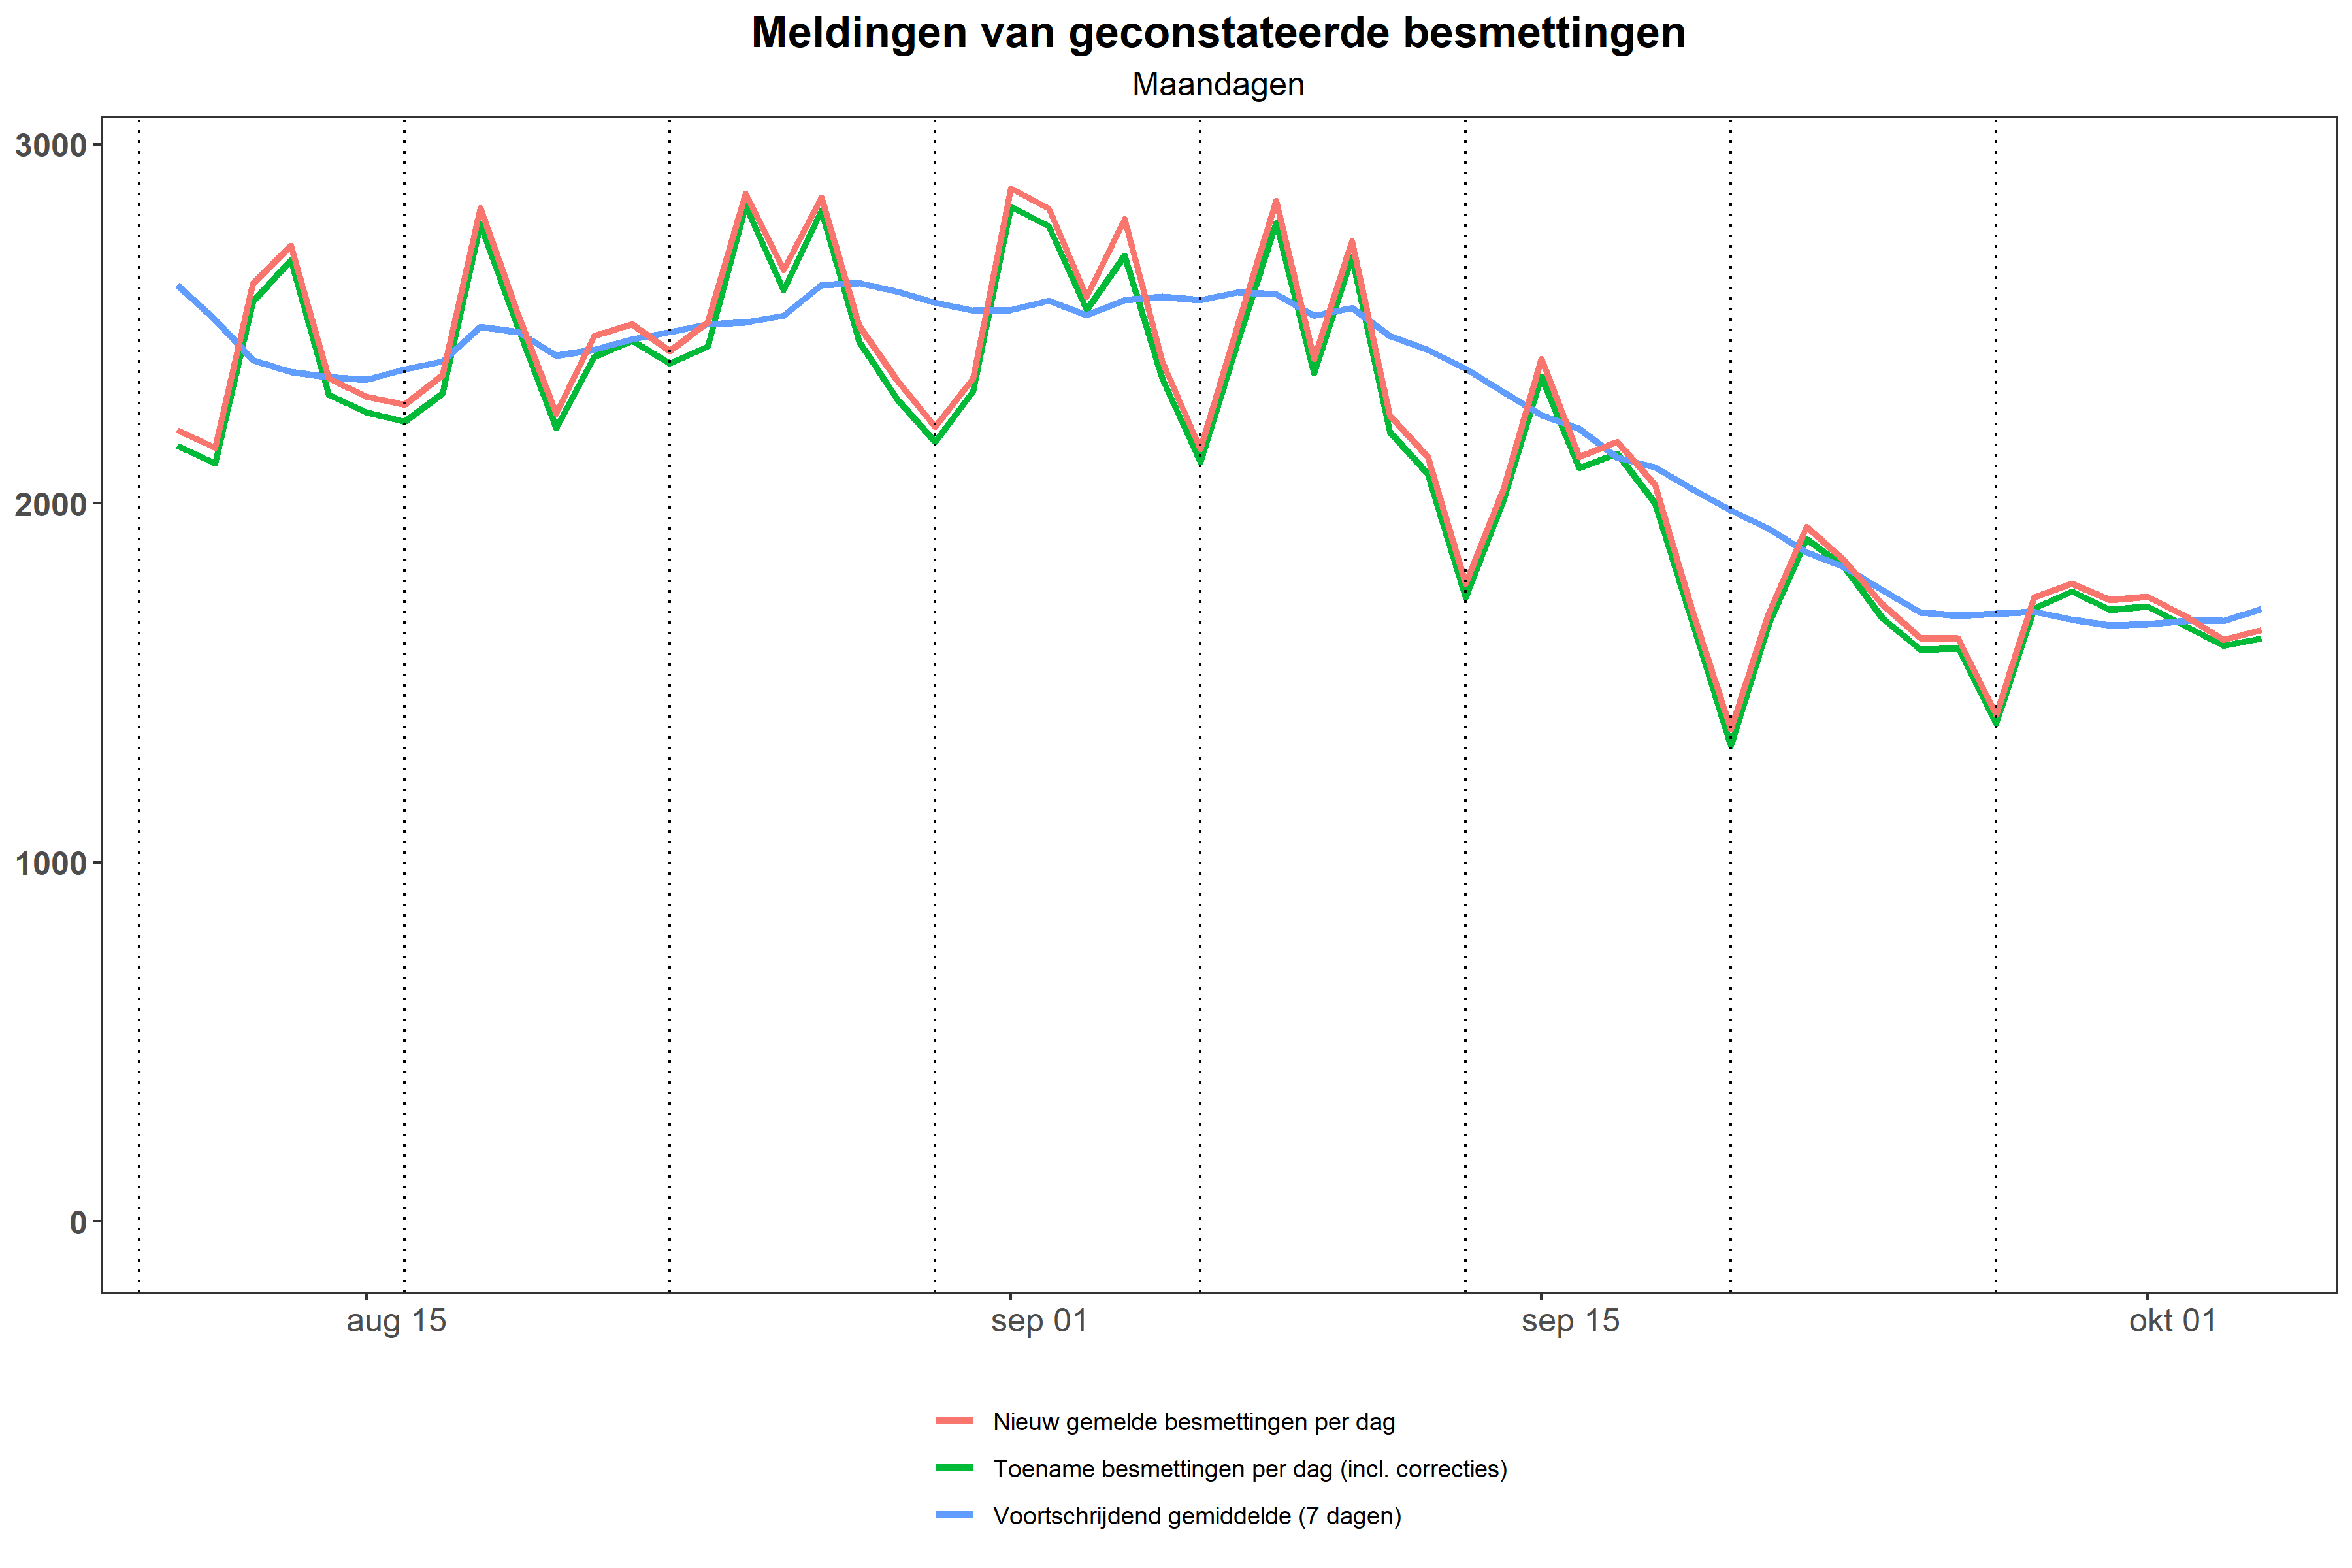 Meldingen van geconstateerde besmettingen
Maandagen
3000
2000
1000
0
aug 15
sep 01
sep 15
okt 01
Nieuw gemelde besmettingen per dag
Toename besmettingen per dag (incl. correcties)
Voortschrijdend gemiddelde (7 dagen)